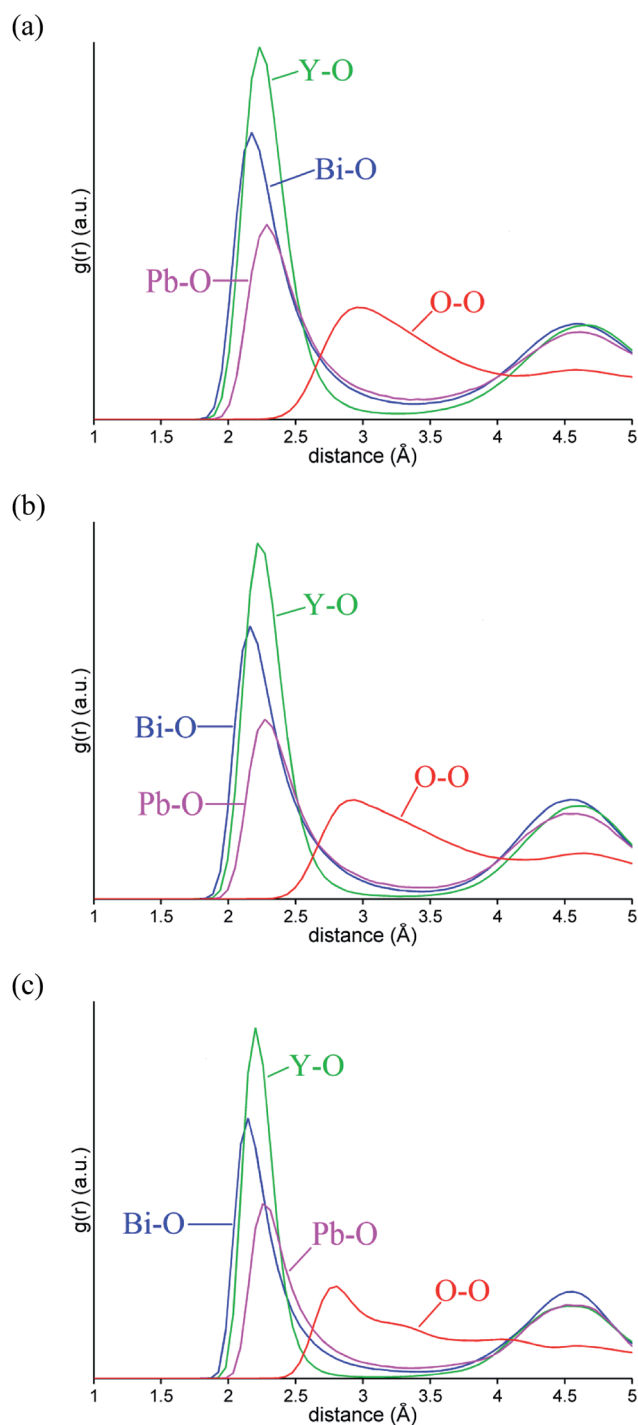 (a)
Y-O
Bi-O
Pb-O
O-O
g(r) (a.u.)
1 1.5 2 2.5 3 3.5 4 4.5 5
distance (Å)
(b)
Y-O
Bi-O
Pb-O
O-O
g(r) (a.u.)
1 1.5 2 2.5 3 3.5 4 4.5 5
distance (Å)
(c)
Y-O
Bi-O
Pb-O
O-O
g(r) (a.u.)
1 1.5 2 2.5 3 3.5 4 4.5 5
distance (Å)